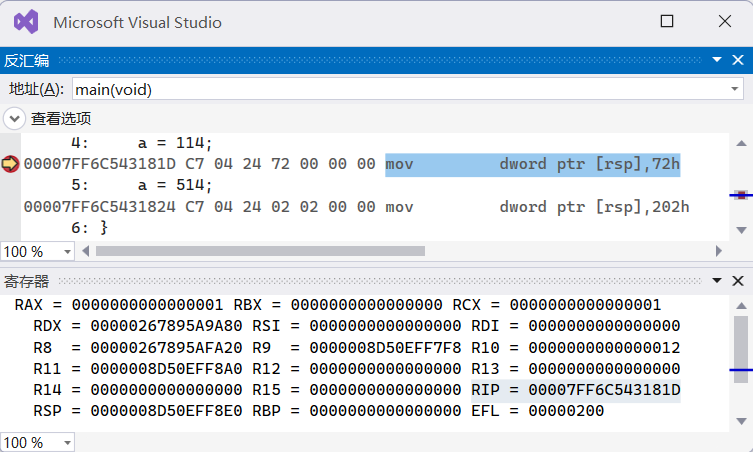 Microsoft Visual Studio
反汇编
地址(A): main(void)
查看选项
4: a = 114;
00007FF6C543181D C7 04 24 72 00 00 00 mov dword ptr [rsp],72h
5: a = 514;
00007FF6C5431824 C7 04 24 02 02 00 00 mov dword ptr [rsp],202h
6: }
100 %
寄存器
RAX = 0000000000000001 RBX = 0000000000000000 RCX = 0000000000000001
RDX = 00000267895A9A80 RSI = 0000000000000000 RDI = 0000000000000000
R8 = 00000267895AFA20 R9 = 0000008D50EFF7F8 R10 = 0000000000000012
R11 = 0000008D50EFF8A0 R12 = 0000000000000000 R13 = 0000000000000000
R14 = 0000000000000000 R15 = 0000000000000000 RIP = 00007FF6C543181D
RSP = 0000008D50EFF8E0 RBP = 0000000000000000 EFL = 00000200
100 %